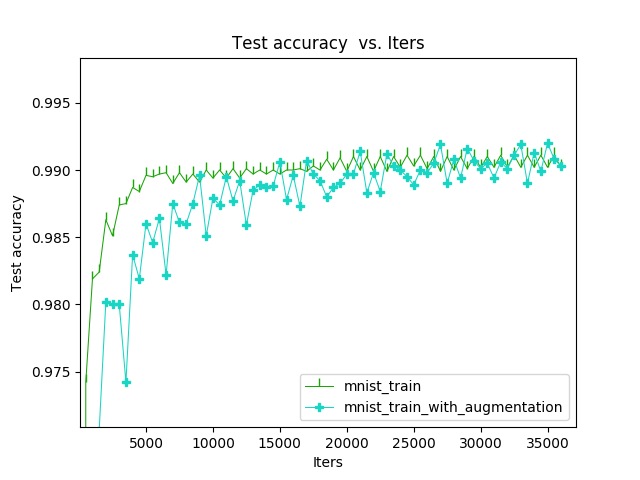 Test accuracy  vs. Iters
0.995
0.990
0.985
0.980
0.975
Test accuracy
mnist_train
mnist_train_with_augmentation
5000 10000 15000 20000 25000 30000 35000
Iters